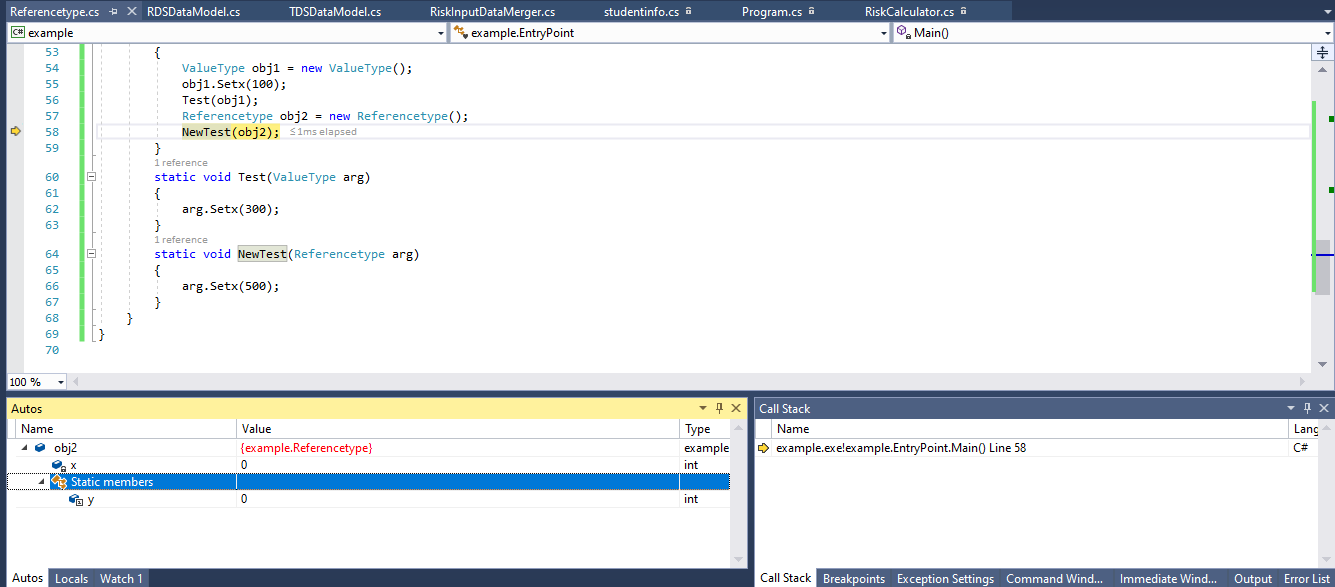 Referencetype.cs RDSDataModel.cs TDSDataModel.cs RiskInputDataMerger.cs studentinfo.cs Program.cs RiskCalculator.cs
C# example example.EntryPoint Main()
53 {
54 ValueType obj1 = new ValueType();
55 obj1.Setx(100);
56 Test(obj1);
57 Referencetype obj2 = new Referencetype();
58 NewTest(obj2); ≤1ms elapsed
59 }
1 reference
60 static void Test(ValueType arg)
61 {
62 arg.Setx(300);
63 }
1 reference
64 static void NewTest(Referencetype arg)
65 {
66 arg.Setx(500);
67 }
68 }
69 }
70
100 %
Autos
Name Value Type
obj2 {example.Referencetype} example
x 0 int
Static members
y 0 int
Autos Locals Watch 1
Call Stack
Name Lang
example.exe!example.EntryPoint.Main() Line 58 C#
Call Stack Breakpoints Exception Settings Command Wind... Immediate Wind... Output Error List